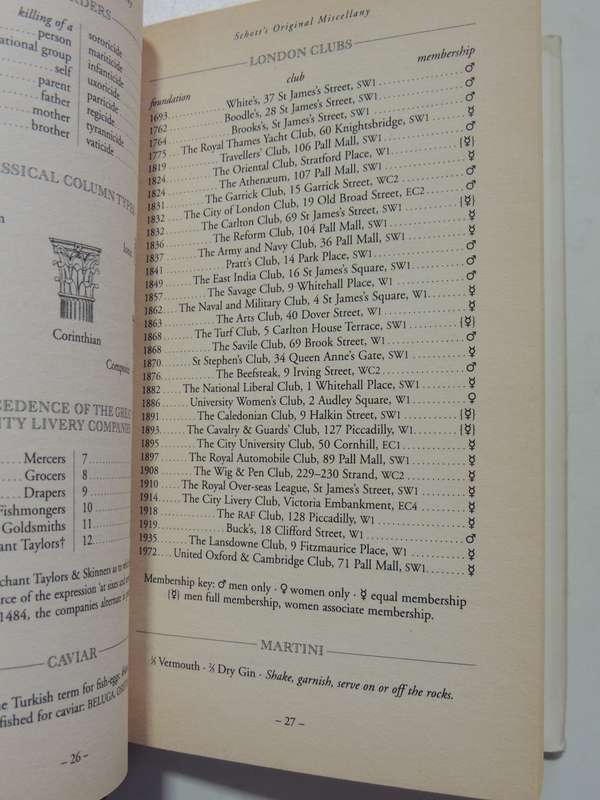 RDERS
killing of a
person
sororicide
national group
mariticide
self
infanticide
parent
uxoricide
father
parricide
mother
regicide
brother
tyrannicide
vaticide
SSICAL COLUMN TYPES
Corinthian
Composite
CEDENCE OF THE GREAT
CITY LIVERY COMPANIES
Mercers 7
Grocers 8
Drapers 9
Fishmongers 10
Goldsmiths 11
ant Taylors† 12
rchant Taylors & Skinners as to
rce of the expression 'at sixes and
1484, the companies alternate
CAVIAR
e Turkish term for fish-eggs:
fished for caviar: BELUGA,
– 26 –
Schott's Original Miscellany
LONDON CLUBS
foundation club membership
1693 White's, 37 St James's Street, SW1 ♂
1762 Boodle's, 28 St James's Street, SW1 ♂
1764 Brooks's, St James's Street, SW1 ♂
1775 The Royal Thames Yacht Club, 60 Knightsbridge, SW1 ☿
1819 Travellers' Club, 106 Pall Mall, SW1 ♂
1824 The Oriental Club, Stratford Place, W1 {☿}
1824 The Athenæum, 107 Pall Mall, SW1 ☿
1831 The Garrick Club, 15 Garrick Street, WC2 ♂
1832 The City of London Club, 19 Old Broad Street, EC2 ♂
1832 The Carlton Club, 69 St James's Street, SW1 {☿}
1836 The Reform Club, 104 Pall Mall, SW1 ☿
1837 The Army and Navy Club, 36 Pall Mall, SW1 ☿
1841 Pratt's Club, 14 Park Place, SW1 ♂
1849 The East India Club, 16 St James's Square, SW1 ♂
1857 The Savage Club, 9 Whitehall Place, W1 ♂
1862 The Naval and Military Club, 4 St James's Square, W1 ☿
1863 The Arts Club, 40 Dover Street, W1 ☿
1868 The Turf Club, 5 Carlton House Terrace, SW1 {☿}
1868 The Savile Club, 69 Brook Street, W1 ♂
1870 St Stephen's Club, 34 Queen Anne's Gate, SW1 ☿
1876 The Beefsteak, 9 Irving Street, WC2 ♂
1882 The National Liberal Club, 1 Whitehall Place, SW1 ☿
1886 University Women's Club, 2 Audley Square, W1 ♀
1891 The Caledonian Club, 9 Halkin Street, SW1 {☿}
1893 The Cavalry & Guards' Club, 127 Piccadilly, W1 {☿}
1895 The City University Club, 50 Cornhill, EC1 ☿
1897 The Royal Automobile Club, 89 Pall Mall, SW1 ☿
1908 The Wig & Pen Club, 229–230 Strand, WC2 ☿
1910 The Royal Over-seas League, St James's Street, SW1 ☿
1914 The City Livery Club, Victoria Embankment, EC4 ☿
1918 The RAF Club, 128 Piccadilly, W1 ☿
1919 Buck's, 18 Clifford Street, W1 ♂
1935 The Lansdowne Club, 9 Fitzmaurice Place, W1 ☿
1972 United Oxford & Cambridge Club, 71 Pall Mall, SW1 ☿
Membership key: ♂ men only · ♀ women only · ☿ equal membership
{☿} men full membership, women associate membership.
MARTINI
⅓ Vermouth · ⅔ Dry Gin · Shake, garnish, serve on or off the rocks.
– 27 –